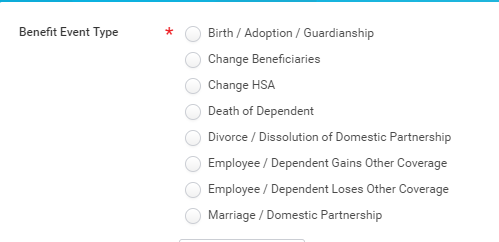 Benefit Event Type * Birth / Adoption / Guardianship
Change Beneficiaries
Change HSA
Death of Dependent
Divorce / Dissolution of Domestic Partnership
Employee / Dependent Gains Other Coverage
Employee / Dependent Loses Other Coverage
Marriage / Domestic Partnership